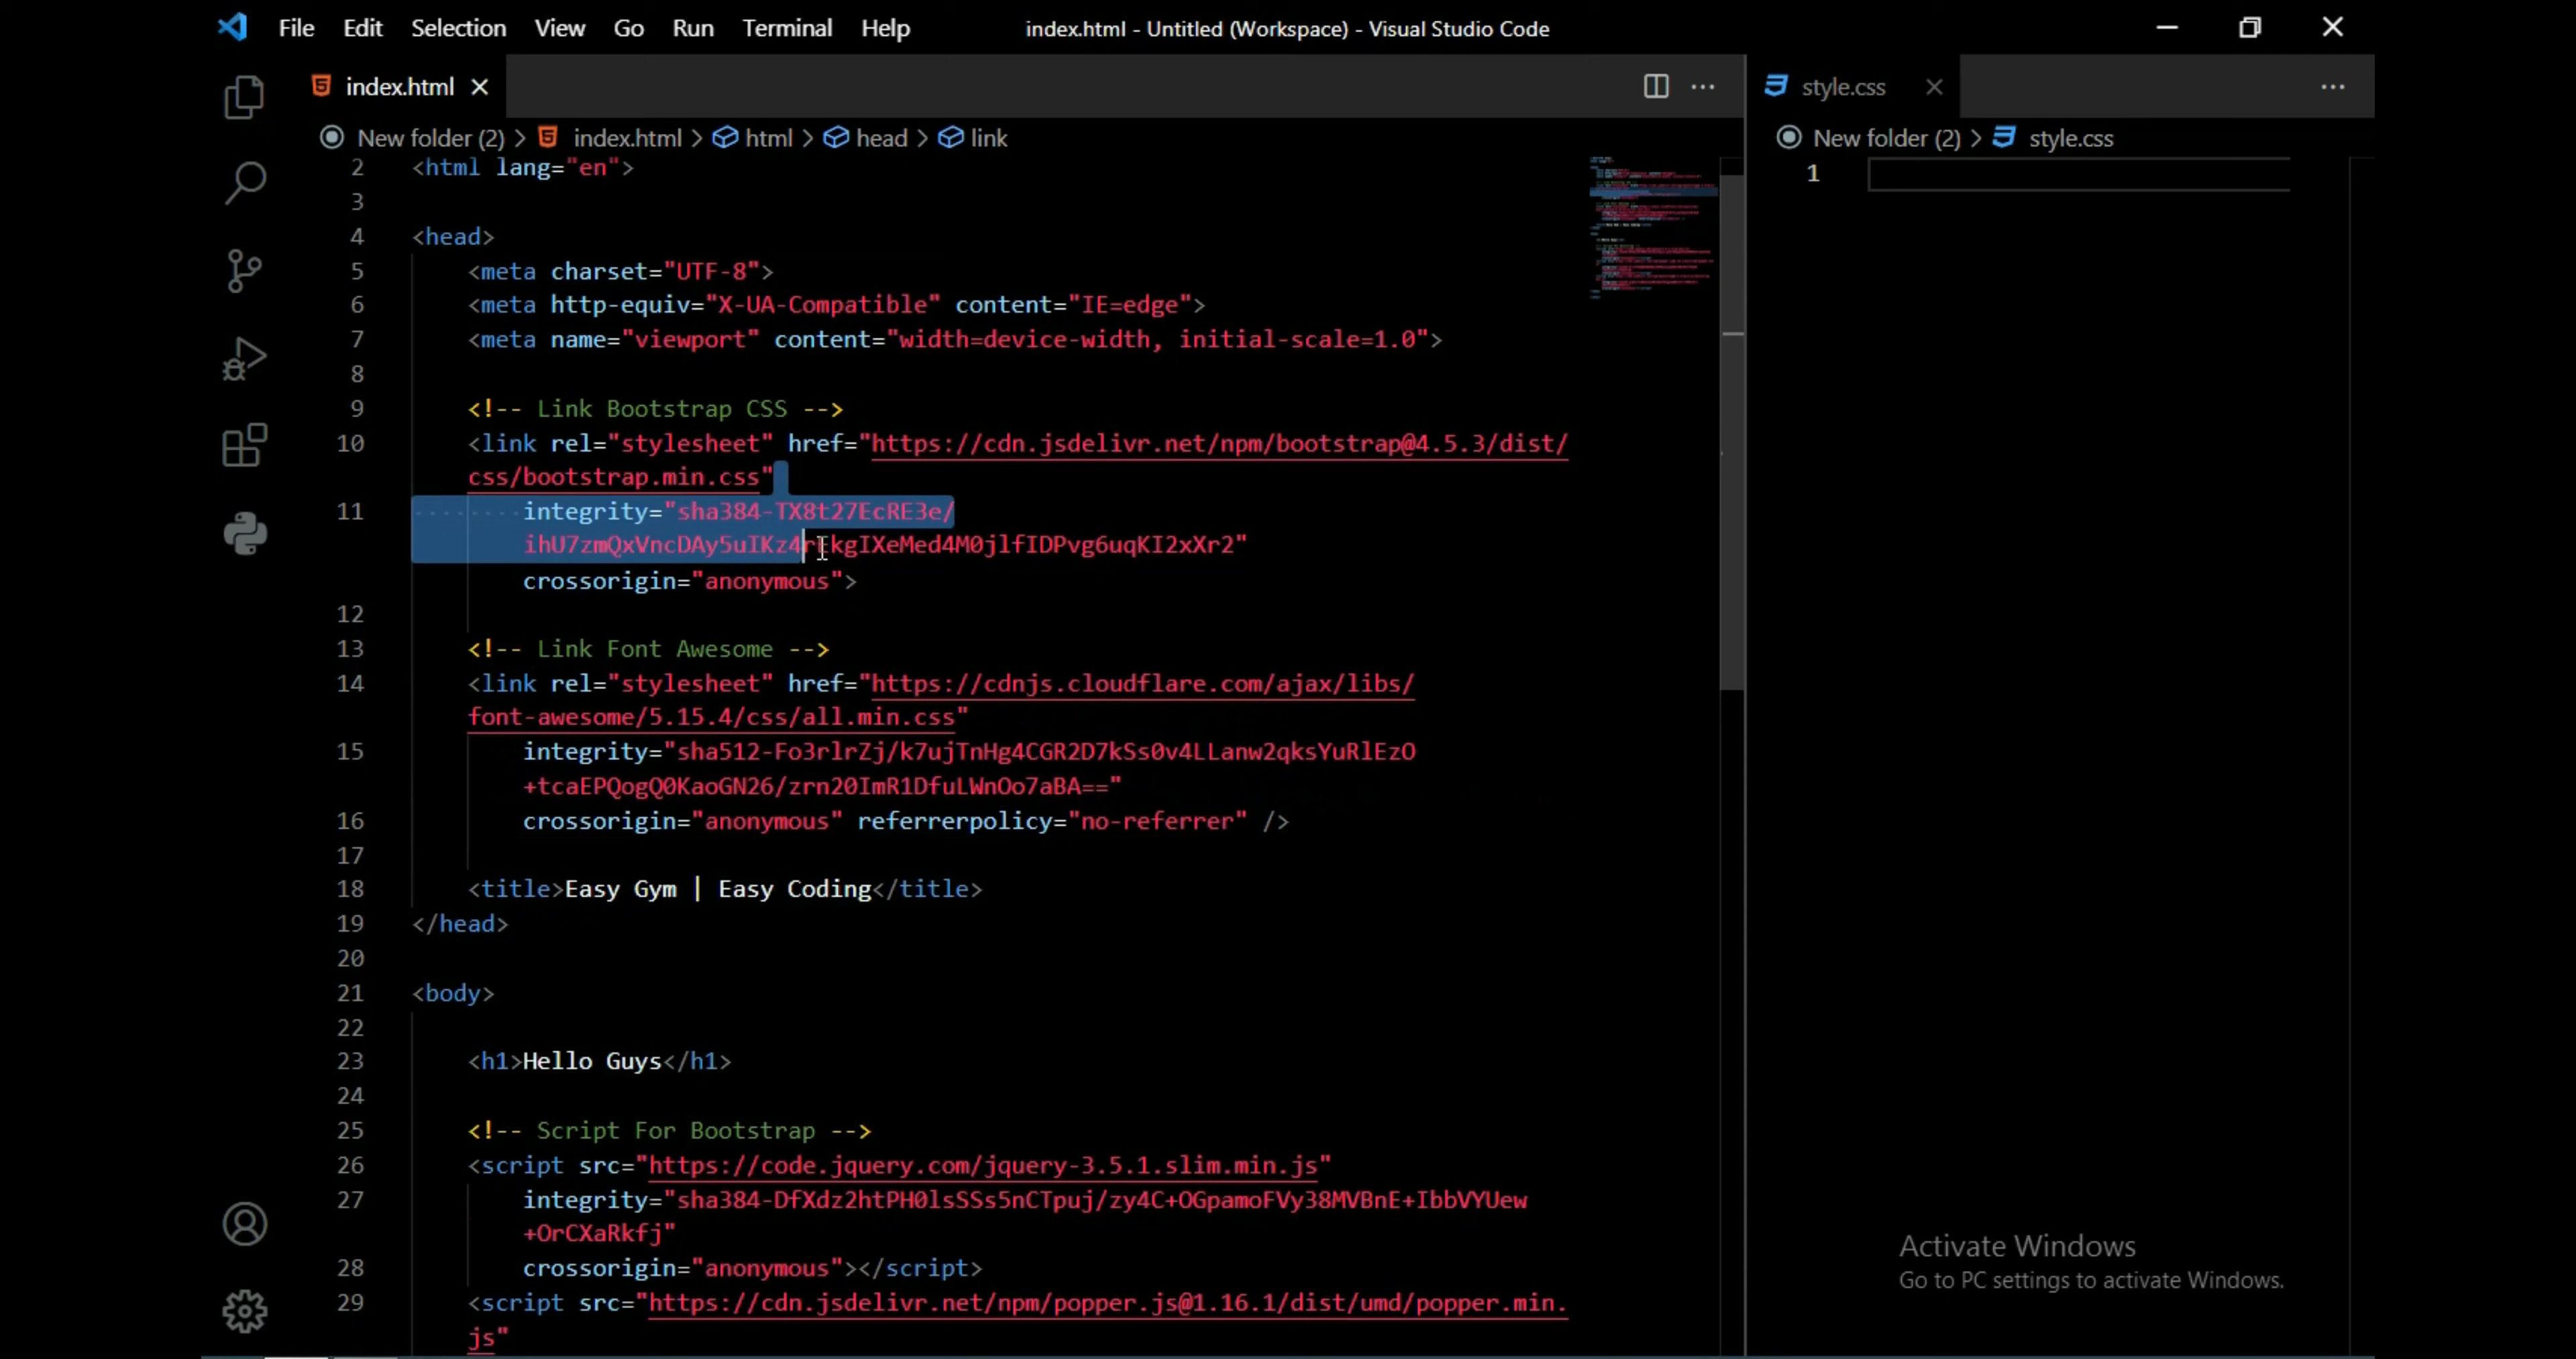 File Edit Selection View Go Run Terminal Help
index.html - Untitled (Workspace) - Visual Studio Code
index.html
New folder (2) > index.html > html > head > link
2 <html lang="en">
3
4 <head>
5 <meta charset="UTF-8">
6 <meta http-equiv="X-UA-Compatible" content="IE=edge">
7 <meta name="viewport" content="width=device-width, initial-scale=1.0">
8
9 <!-- Link Bootstrap CSS -->
10 <link rel="stylesheet" href="https://cdn.jsdelivr.net/npm/bootstrap@4.5.3/dist/
css/bootstrap.min.css"
11 integrity="sha384-TX8t27EcRE3e/
ihU7zmQxVncDAy5uIKz4rEkgIXeMed4M0jlfIDPvg6uqKI2xXr2"
crossorigin="anonymous">
12
13 <!-- Link Font Awesome -->
14 <link rel="stylesheet" href="https://cdnjs.cloudflare.com/ajax/libs/
font-awesome/5.15.4/css/all.min.css"
15 integrity="sha512-Fo3rlrZj/k7ujTnHg4CGR2D7kSs0v4LLanw2qksYuRlEzO
+tcaEPQogQ0KaoGN26/zrn20ImR1DfuLWnOo7aBA=="
16 crossorigin="anonymous" referrerpolicy="no-referrer" />
17
18 <title>Easy Gym | Easy Coding</title>
19 </head>
20
21 <body>
22
23 <h1>Hello Guys</h1>
24
25 <!-- Script For Bootstrap -->
26 <script src="https://code.jquery.com/jquery-3.5.1.slim.min.js"
27 integrity="sha384-DfXdz2htPH0lsSSs5nCTpuj/zy4C+OGpamoFVy38MVBnE+IbbVYUew
+OrCXaRkfj"
28 crossorigin="anonymous"></script>
29 <script src="https://cdn.jsdelivr.net/npm/popper.js@1.16.1/dist/umd/popper.min.
js"
style.css
New folder (2) > style.css
1
Activate Windows
Go to PC settings to activate Windows.